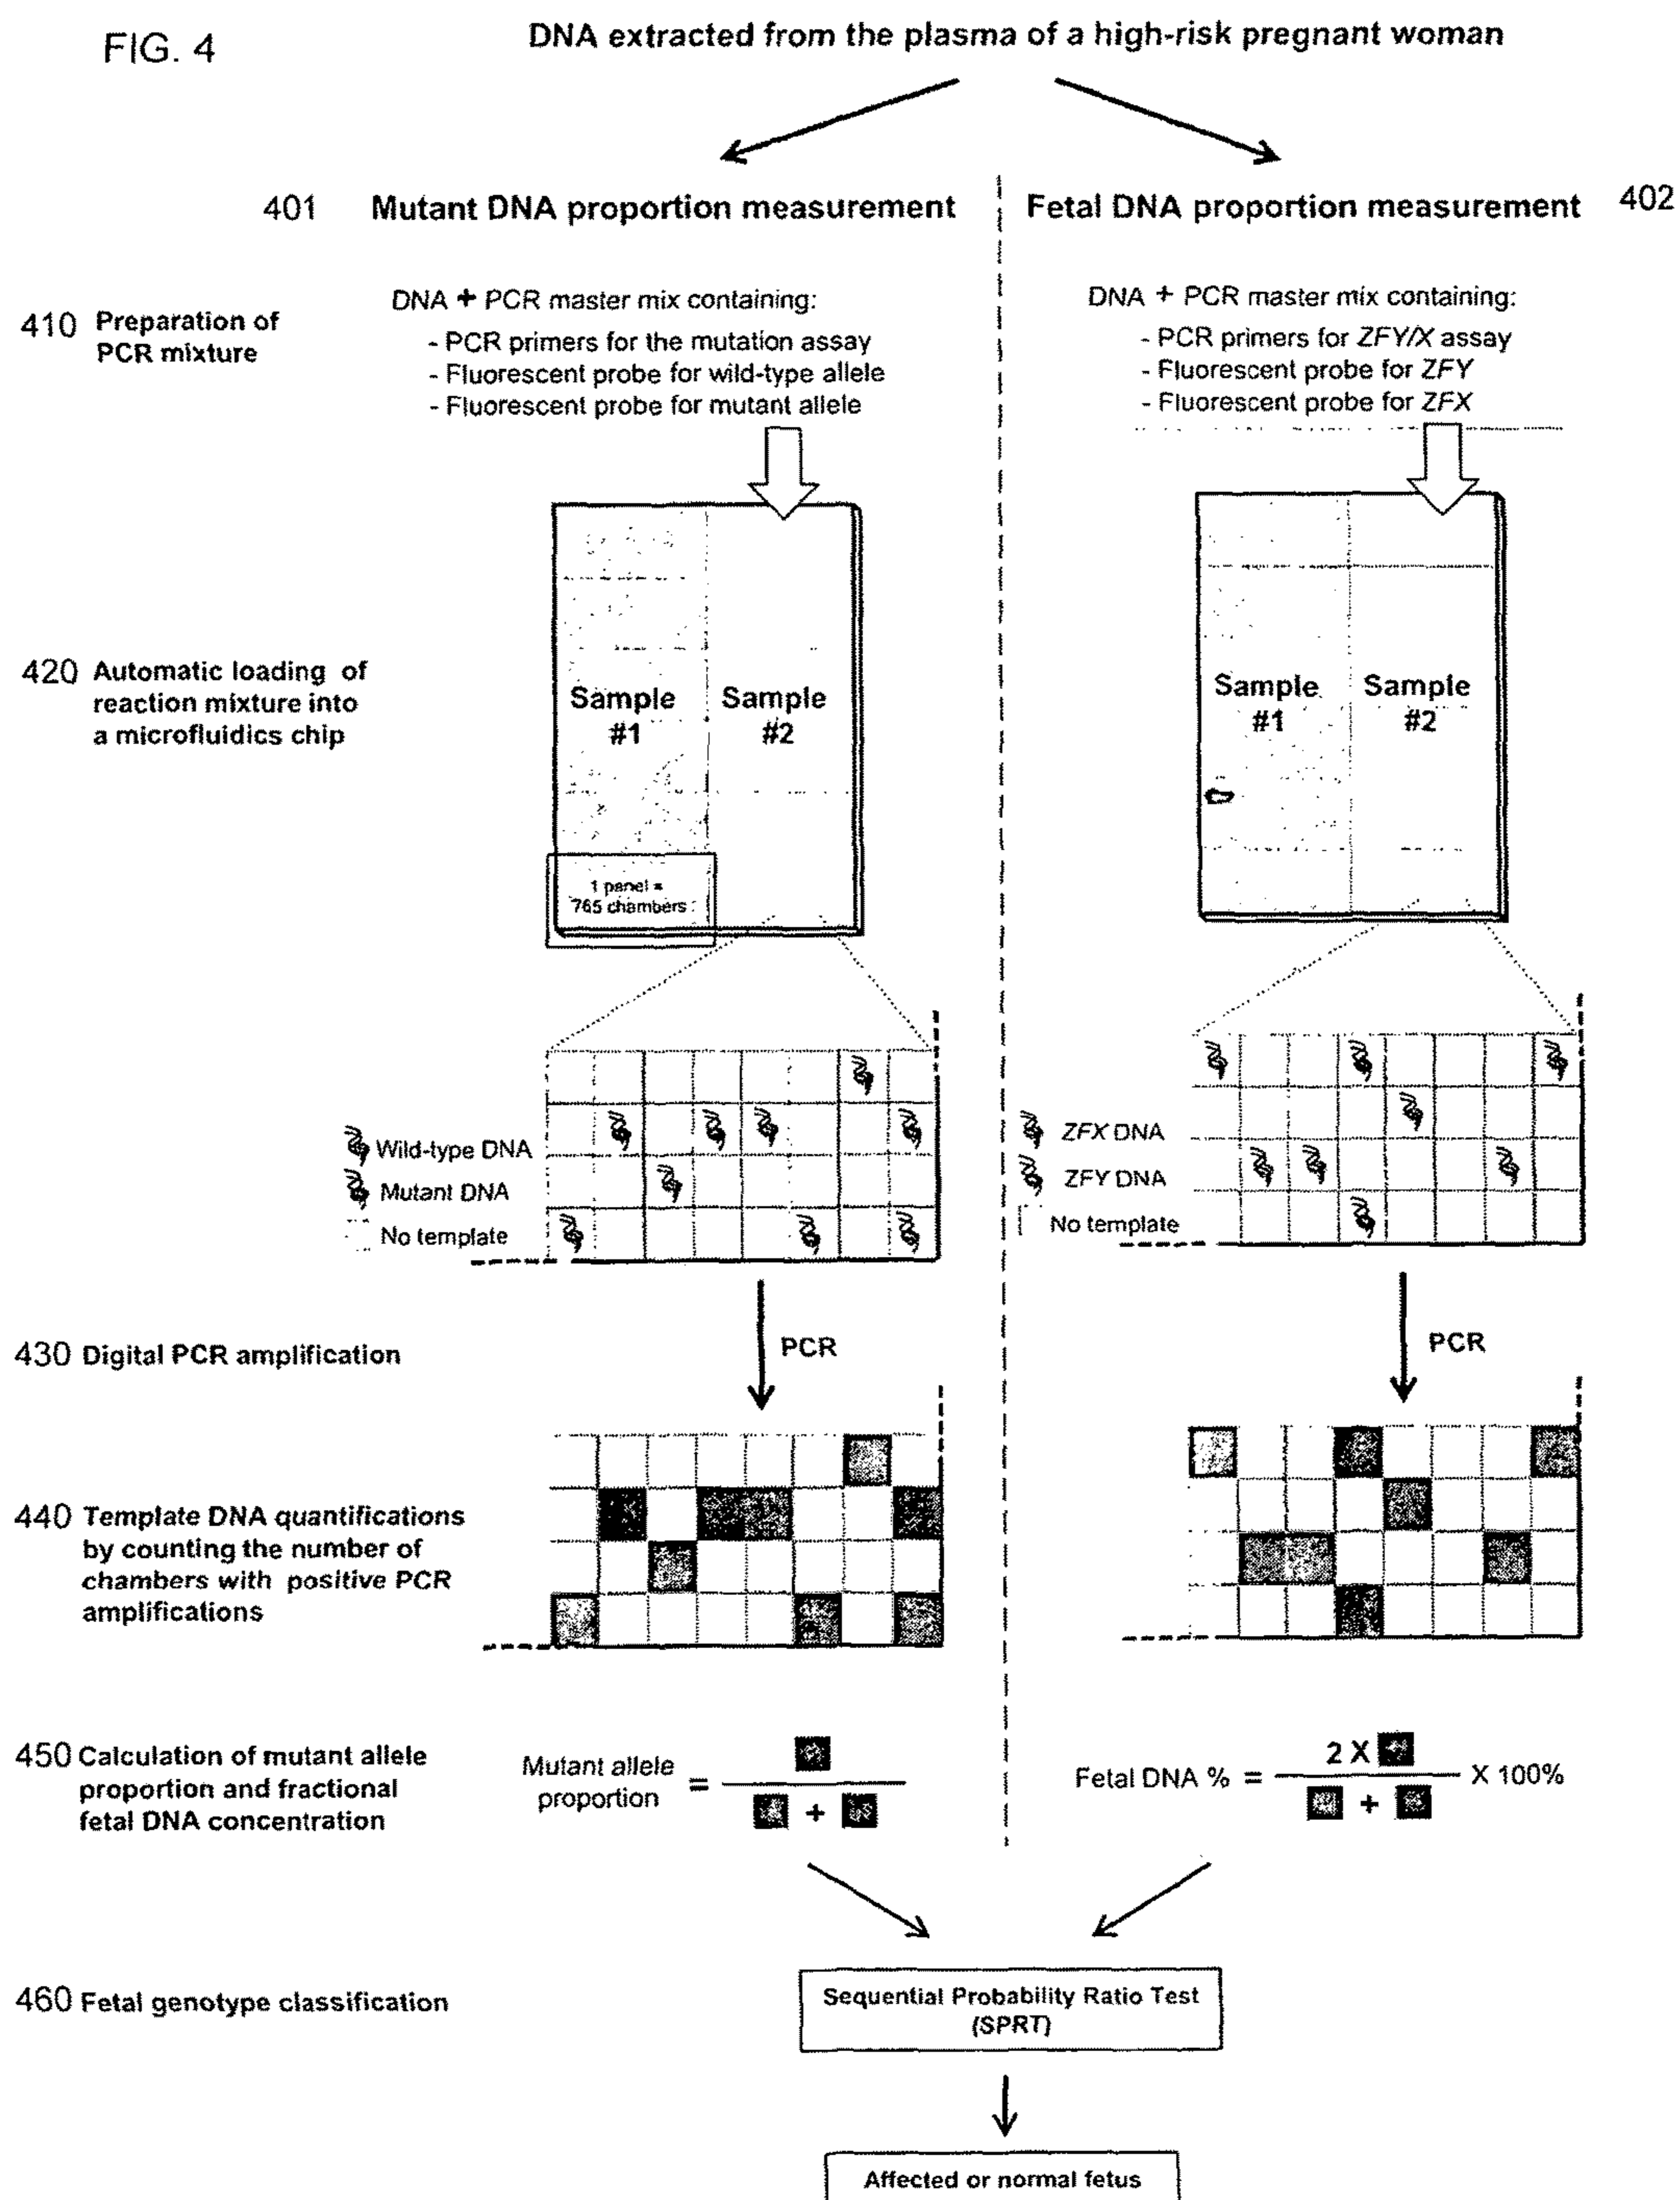 FIG. 4
DNA extracted from the plasma of a high-risk pregnant woman
401 Mutant DNA proportion measurement
Fetal DNA proportion measurement 402
410 Preparation of
PCR mixture
DNA + PCR master mix containing:
- PCR primers for the mutation assay
- Fluorescent probe for wild-type allele
- Fluorescent probe for mutant allele
DNA + PCR master mix containing:
- PCR primers for ZFY/X assay
- Fluorescent probe for ZFY
- Fluorescent probe for ZFX
420 Automatic loading of
reaction mixture into
a microfluidics chip
Sample
#1
Sample
#2
1 panel =
765 chambers
Sample
#1
Sample
#2
Wild-type DNA
Mutant DNA
No template
ZFX DNA
ZFY DNA
No template
430 Digital PCR amplification
PCR
PCR
440 Template DNA quantifications
by counting the number of
chambers with positive PCR
amplifications
450 Calculation of mutant allele
proportion and fractional
fetal DNA concentration
Mutant allele
proportion
=
+
Fetal DNA % =
2 X
+
X 100%
460 Fetal genotype classification
Sequential Probability Ratio Test
(SPRT)
Affected or normal fetus